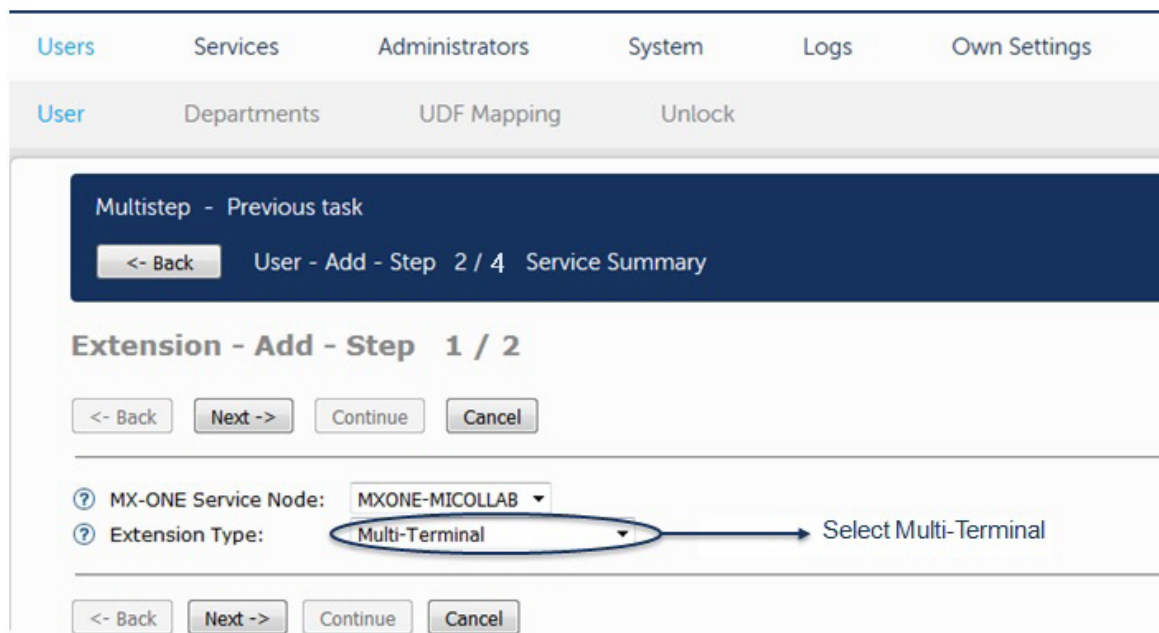 Users Services Administrators System Logs Own Settings
User Departments UDF Mapping Unlock
Multistep - Previous task
<- Back User - Add - Step 2 / 4 Service Summary
Extension - Add - Step 1 / 2
<- Back Next -> Continue Cancel
? MX-ONE Service Node: MXONE-MICOLLAB
? Extension Type: Multi-Terminal Select Multi-Terminal
<- Back Next -> Continue Cancel